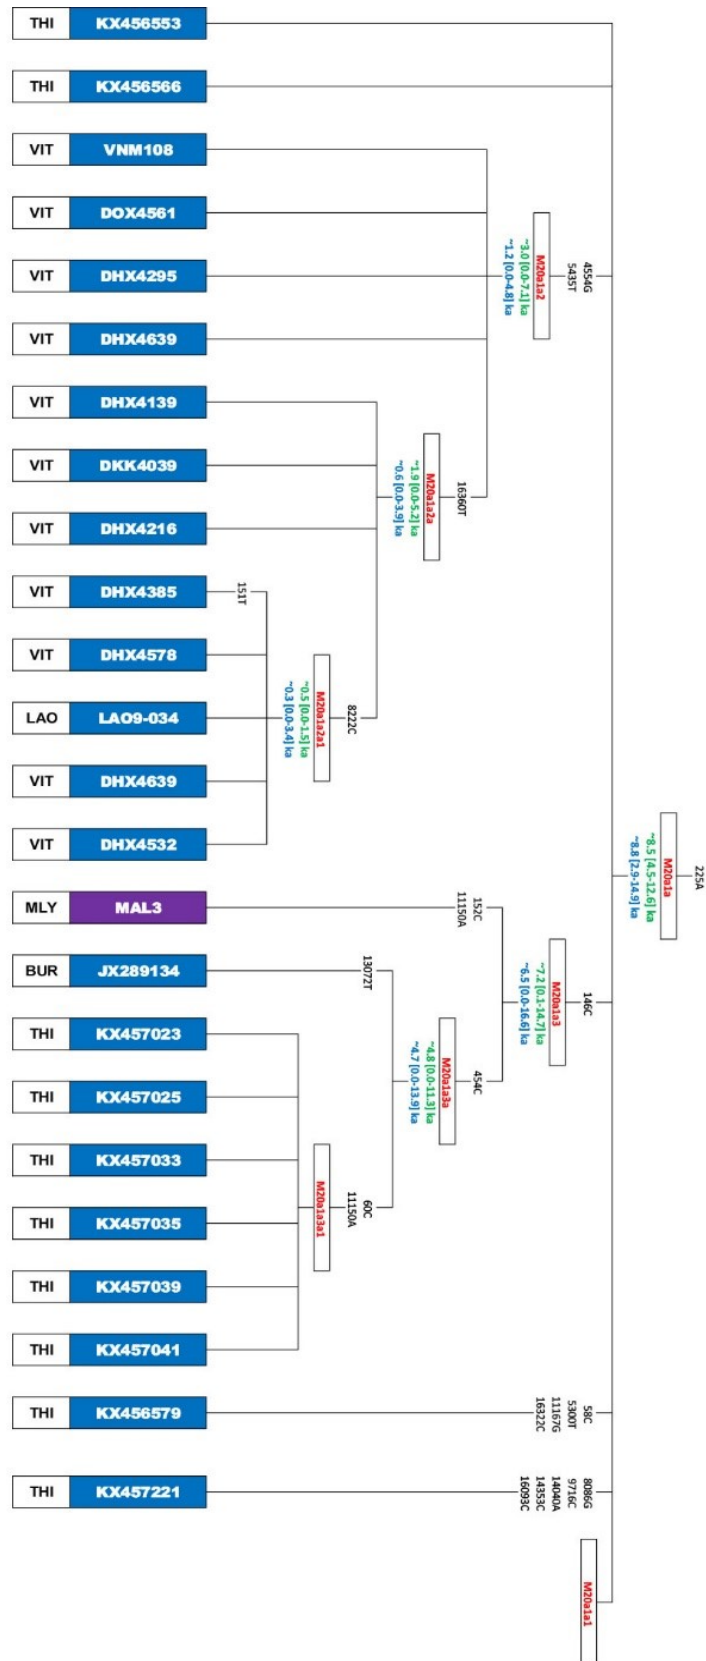 THI KX456553
THI KX456566
VIT VNM108
VIT DOX4561
VIT DHX4295
VIT DHX4639
VIT DHX4139
VIT DKK4039
VIT DHX4216
VIT DHX4385
VIT DHX4578
LAO LAO9-034
VIT DHX4639
VIT DHX4532
MLY MAL3
BUR JX289134
THI KX457023
THI KX457025
THI KX457033
THI KX457035
THI KX457039
THI KX457041
THI KX456579
THI KX457221
225A
M20a1a
~8.5 [4.5-12.6] ka
~8.8 [2.9-14.9] ka
4554G
5435T
M20a1a2
~3.0 [0.0-7.1] ka
~1.2 [0.0-4.8] ka
16360T
M20a1a2a
~1.9 [0.0-5.2] ka
~0.6 [0.0-3.9] ka
8222C
M20a1a2a1
~0.5 [0.0-1.5] ka
~0.3 [0.0-3.4] ka
151T
146C
M20a1a3
~7.2 [0.1-14.7] ka
~6.5 [0.0-16.6] ka
152C
11150A
454C
M20a1a3a
~4.8 [0.0-11.3] ka
~4.7 [0.0-13.9] ka
13072T
60C
11150A
M20a1a3a1
58C
5300T
11167G
16322C
8086G
9716C
14040A
14353C
16093C
M20a1a1